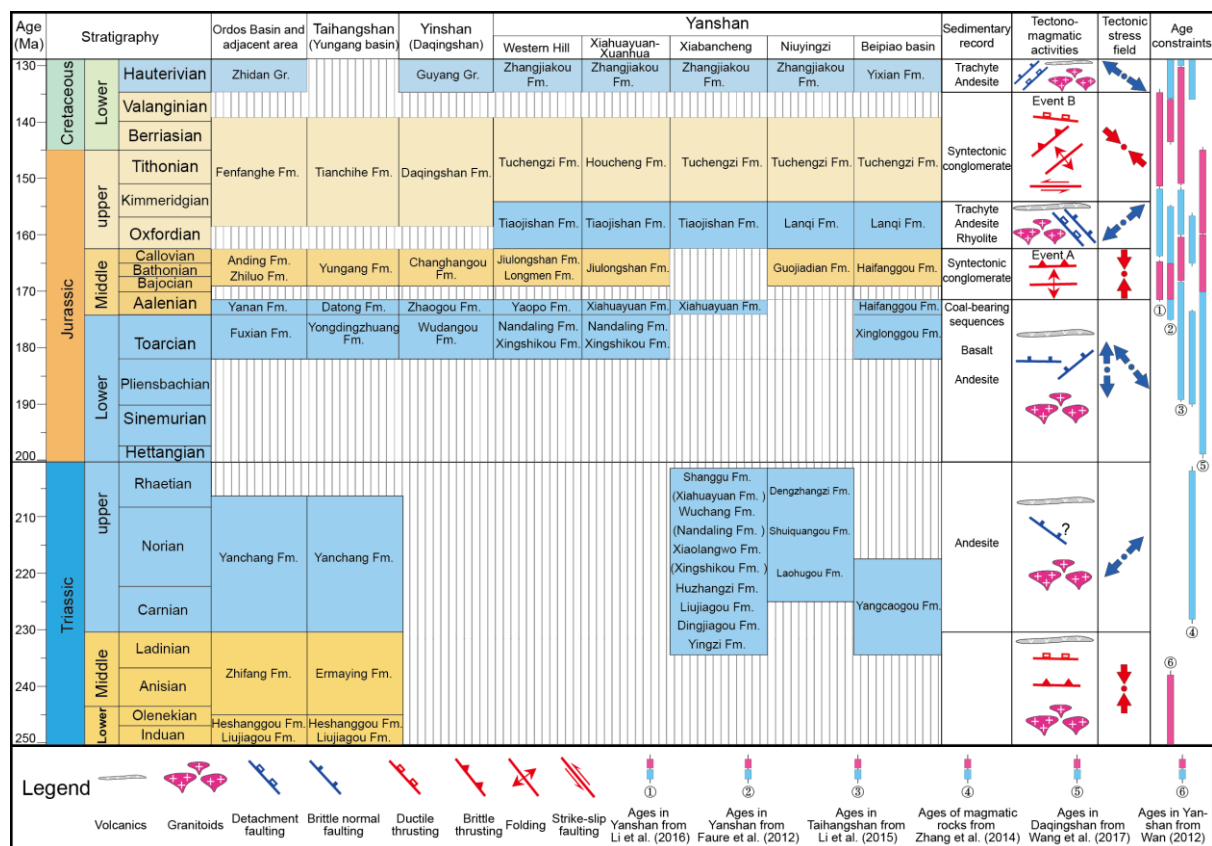 Age (Ma)
Stratigraphy
Ordos Basin and adjacent area
Taihangshan (Yungang basin)
Yinshan (Daqingshan)
Yanshan
Western Hill
Xiahuayuan-Xuanhua
Xiabancheng
Niuyingzi
Beipiao basin
Sedimentary record
Tectono-magmatic activities
Tectonic stress field
Age constraints
130
140
150
160
170
180
190
200
210
220
230
240
250
Cretaceous
Jurassic
Triassic
Lower
upper
Middle
Lower
upper
Middle
Lower
Hauterivian
Valanginian
Berriasian
Tithonian
Kimmeridgian
Oxfordian
Callovian
Bathonian
Bajocian
Aalenian
Toarcian
Pliensbachian
Sinemurian
Hettangian
Rhaetian
Norian
Carnian
Ladinian
Anisian
Olenekian
Induan
Zhidan Gr.
Fenfanghe Fm.
Anding Fm.
Zhiluo Fm.
Yanan Fm.
Fuxian Fm.
Yanchang Fm.
Zhifang Fm.
Heshanggou Fm.
Liujiagou Fm.
Tianchihe Fm.
Yungang Fm.
Datong Fm.
Yongdingzhuang Fm.
Yanchang Fm.
Ermaying Fm.
Heshanggou Fm.
Liujiagou Fm.
Guyang Gr.
Daqingshan Fm.
Changhangou Fm.
Zhaogou Fm.
Wudangou Fm.
Zhangjiakou Fm.
Tuchengzi Fm.
Tiaojishan Fm.
Jiulongshan Fm.
Longmen Fm.
Yaopo Fm.
Nandaling Fm.
Xingshikou Fm.
Zhangjiakou Fm.
Houcheng Fm.
Tiaojishan Fm.
Jiulongshan Fm.
Xiahuayuan Fm.
Nandaling Fm.
Xingshikou Fm.
Zhangjiakou Fm.
Tuchengzi Fm.
Tiaojishan Fm.
Xiahuayuan Fm.
Shanggu Fm.
(Xiahuayuan Fm. )
Wuchang Fm.
(Nandaling Fm. )
Xiaolangwo Fm.
(Xingshikou Fm. )
Huzhangzi Fm.
Liujiagou Fm.
Dingjiagou Fm.
Yingzi Fm.
Zhangjiakou Fm.
Tuchengzi Fm.
Lanqi Fm.
Guojiadian Fm.
Dengzhangzi Fm.
Shuiquangou Fm.
Laohugou Fm.
Yixian Fm.
Tuchengzi Fm.
Lanqi Fm.
Haifanggou Fm.
Haifanggou Fm.
Xinglonggou Fm.
Yangcaogou Fm.
Trachyte
Andesite
Syntectonic conglomerate
Trachyte
Andesite
Rhyolite
Syntectonic conglomerate
Coal-bearing sequences
Basalt
Andesite
Andesite
Event B
Event A
?
①
②
③
⑤
④
⑥
Legend
Volcanics
Granitoids
Detachment faulting
Brittle normal faulting
Ductile thrusting
Brittle thrusting
Folding
Strike-slip faulting
①
Ages in Yanshan from Li et al. (2016)
②
Ages in Yanshan from Faure et al. (2012)
③
Ages in Taihangshan from Li et al. (2015)
④
Ages of magmatic rocks from Zhang et al. (2014)
⑤
Ages in Daqingshan from Wang et al. (2017)
⑥
Ages in Yan-shan from Wan (2012)